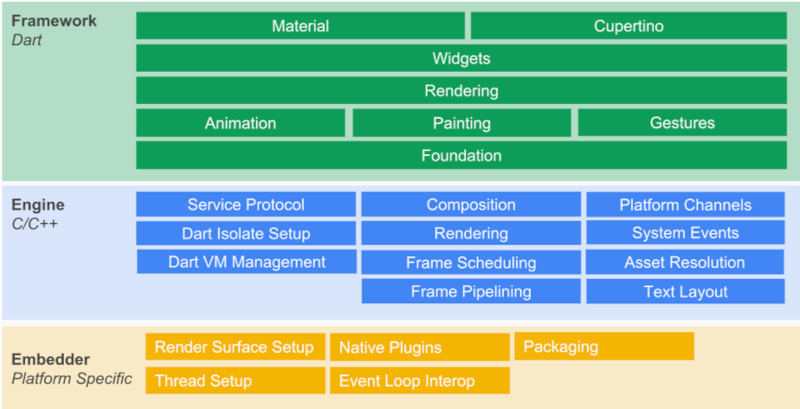 Framework
Dart
Material
Cupertino
Widgets
Rendering
Animation
Painting
Gestures
Foundation
Engine
C/C++
Service Protocol
Composition
Platform Channels
Dart Isolate Setup
Rendering
System Events
Dart VM Management
Frame Scheduling
Asset Resolution
Frame Pipelining
Text Layout
Embedder
Platform Specific
Render Surface Setup
Native Plugins
Packaging
Thread Setup
Event Loop Interop